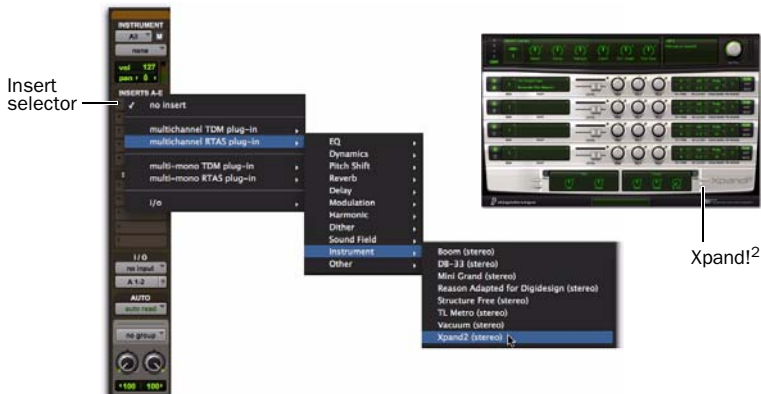 INSTRUMENT
All M
none
vol 127
pan 0
INSERTS A-E
Insert
selector
✓ no insert
multichannel TDM plug-in
multichannel RTAS plug-in
multi-mono TDM plug-in
multi-mono RTAS plug-in
i/o
EQ
Dynamics
Pitch Shift
Reverb
Delay
Modulation
Harmonic
Dither
Sound Field
Instrument
Other
Boom (stereo)
DB-33 (stereo)
Mini Grand (stereo)
Reason Adapted for Digidesign (stereo)
Structure Free (stereo)
TL Metro (stereo)
Vacuum (stereo)
Xpand2 (stereo)
I / O
no input
A 1-2
AUTO
auto read
no group
100 100
Xpand!2